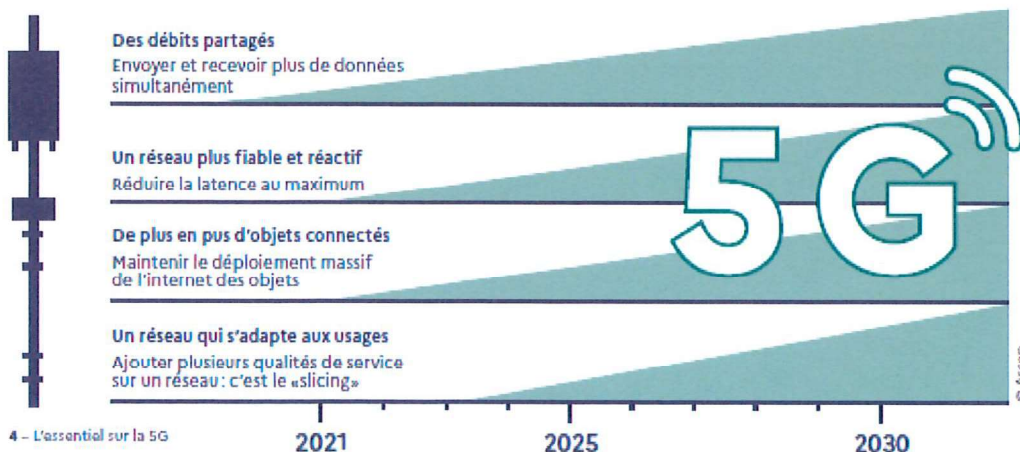 Des débits partagés
Envoyer et recevoir plus de données
simultanément
Un réseau plus fiable et réactif
Réduire la latence au maximum
De plus en pus d'objets connectés
Maintenir le déploiement massif
de l'internet des objets
Un réseau qui s'adapte aux usages
Ajouter plusieurs qualités de service
sur un réseau : c'est le «slicing»
5G
© Arcep
4 – L'essentiel sur la 5G
2021 2025 2030